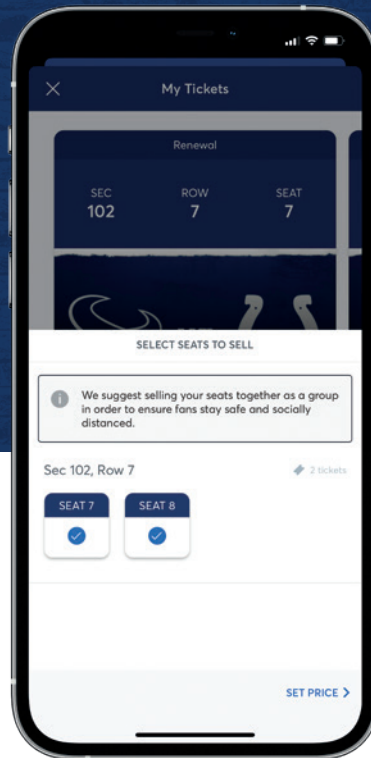 My Tickets
Renewal
SEC ROW SEAT
102 7 7
SELECT SEATS TO SELL
We suggest selling your seats together as a group
in order to ensure fans stay safe and socially
distanced.
Sec 102, Row 7 2 tickets
SEAT 7 SEAT 8
SET PRICE